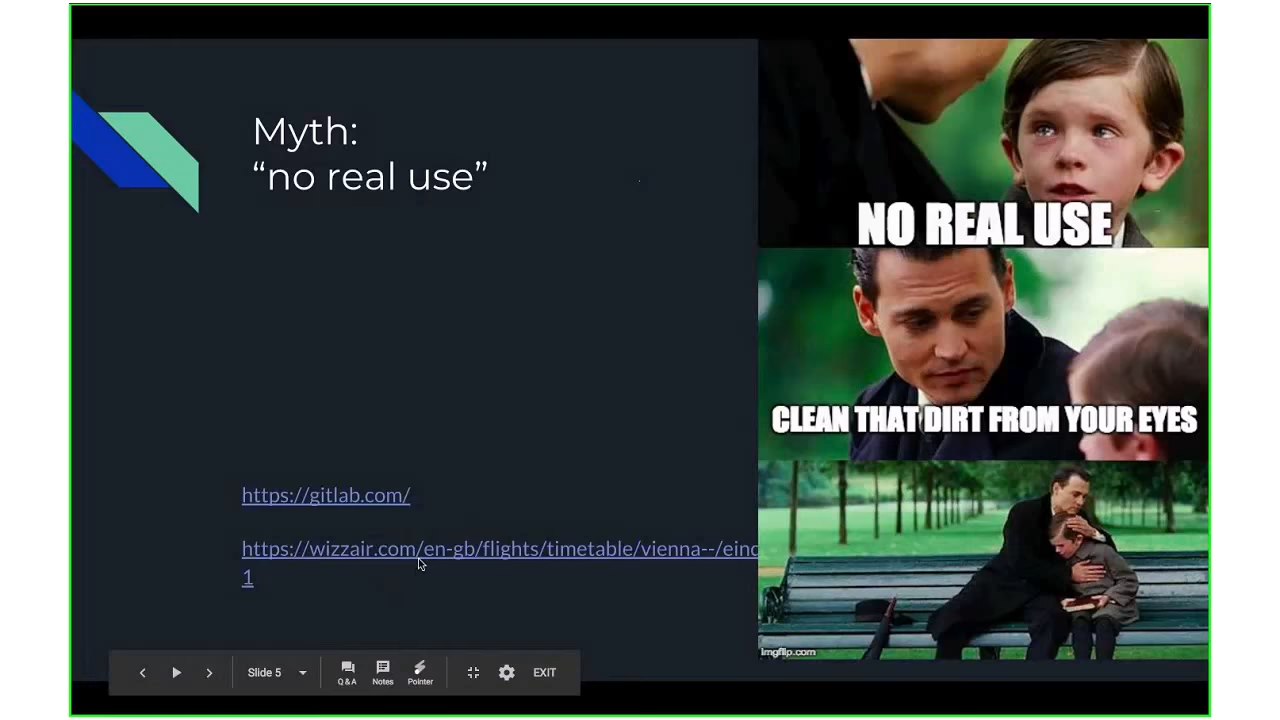 Myth:
“no real use”
NO REAL USE
CLEAN THAT DIRT FROM YOUR EYES
https://gitlab.com/
https://wizzair.com/en-gb/flights/timetable/vienna--/eind
1
imgflip.com
Slide 5
Q & A
Notes
Pointer
EXIT